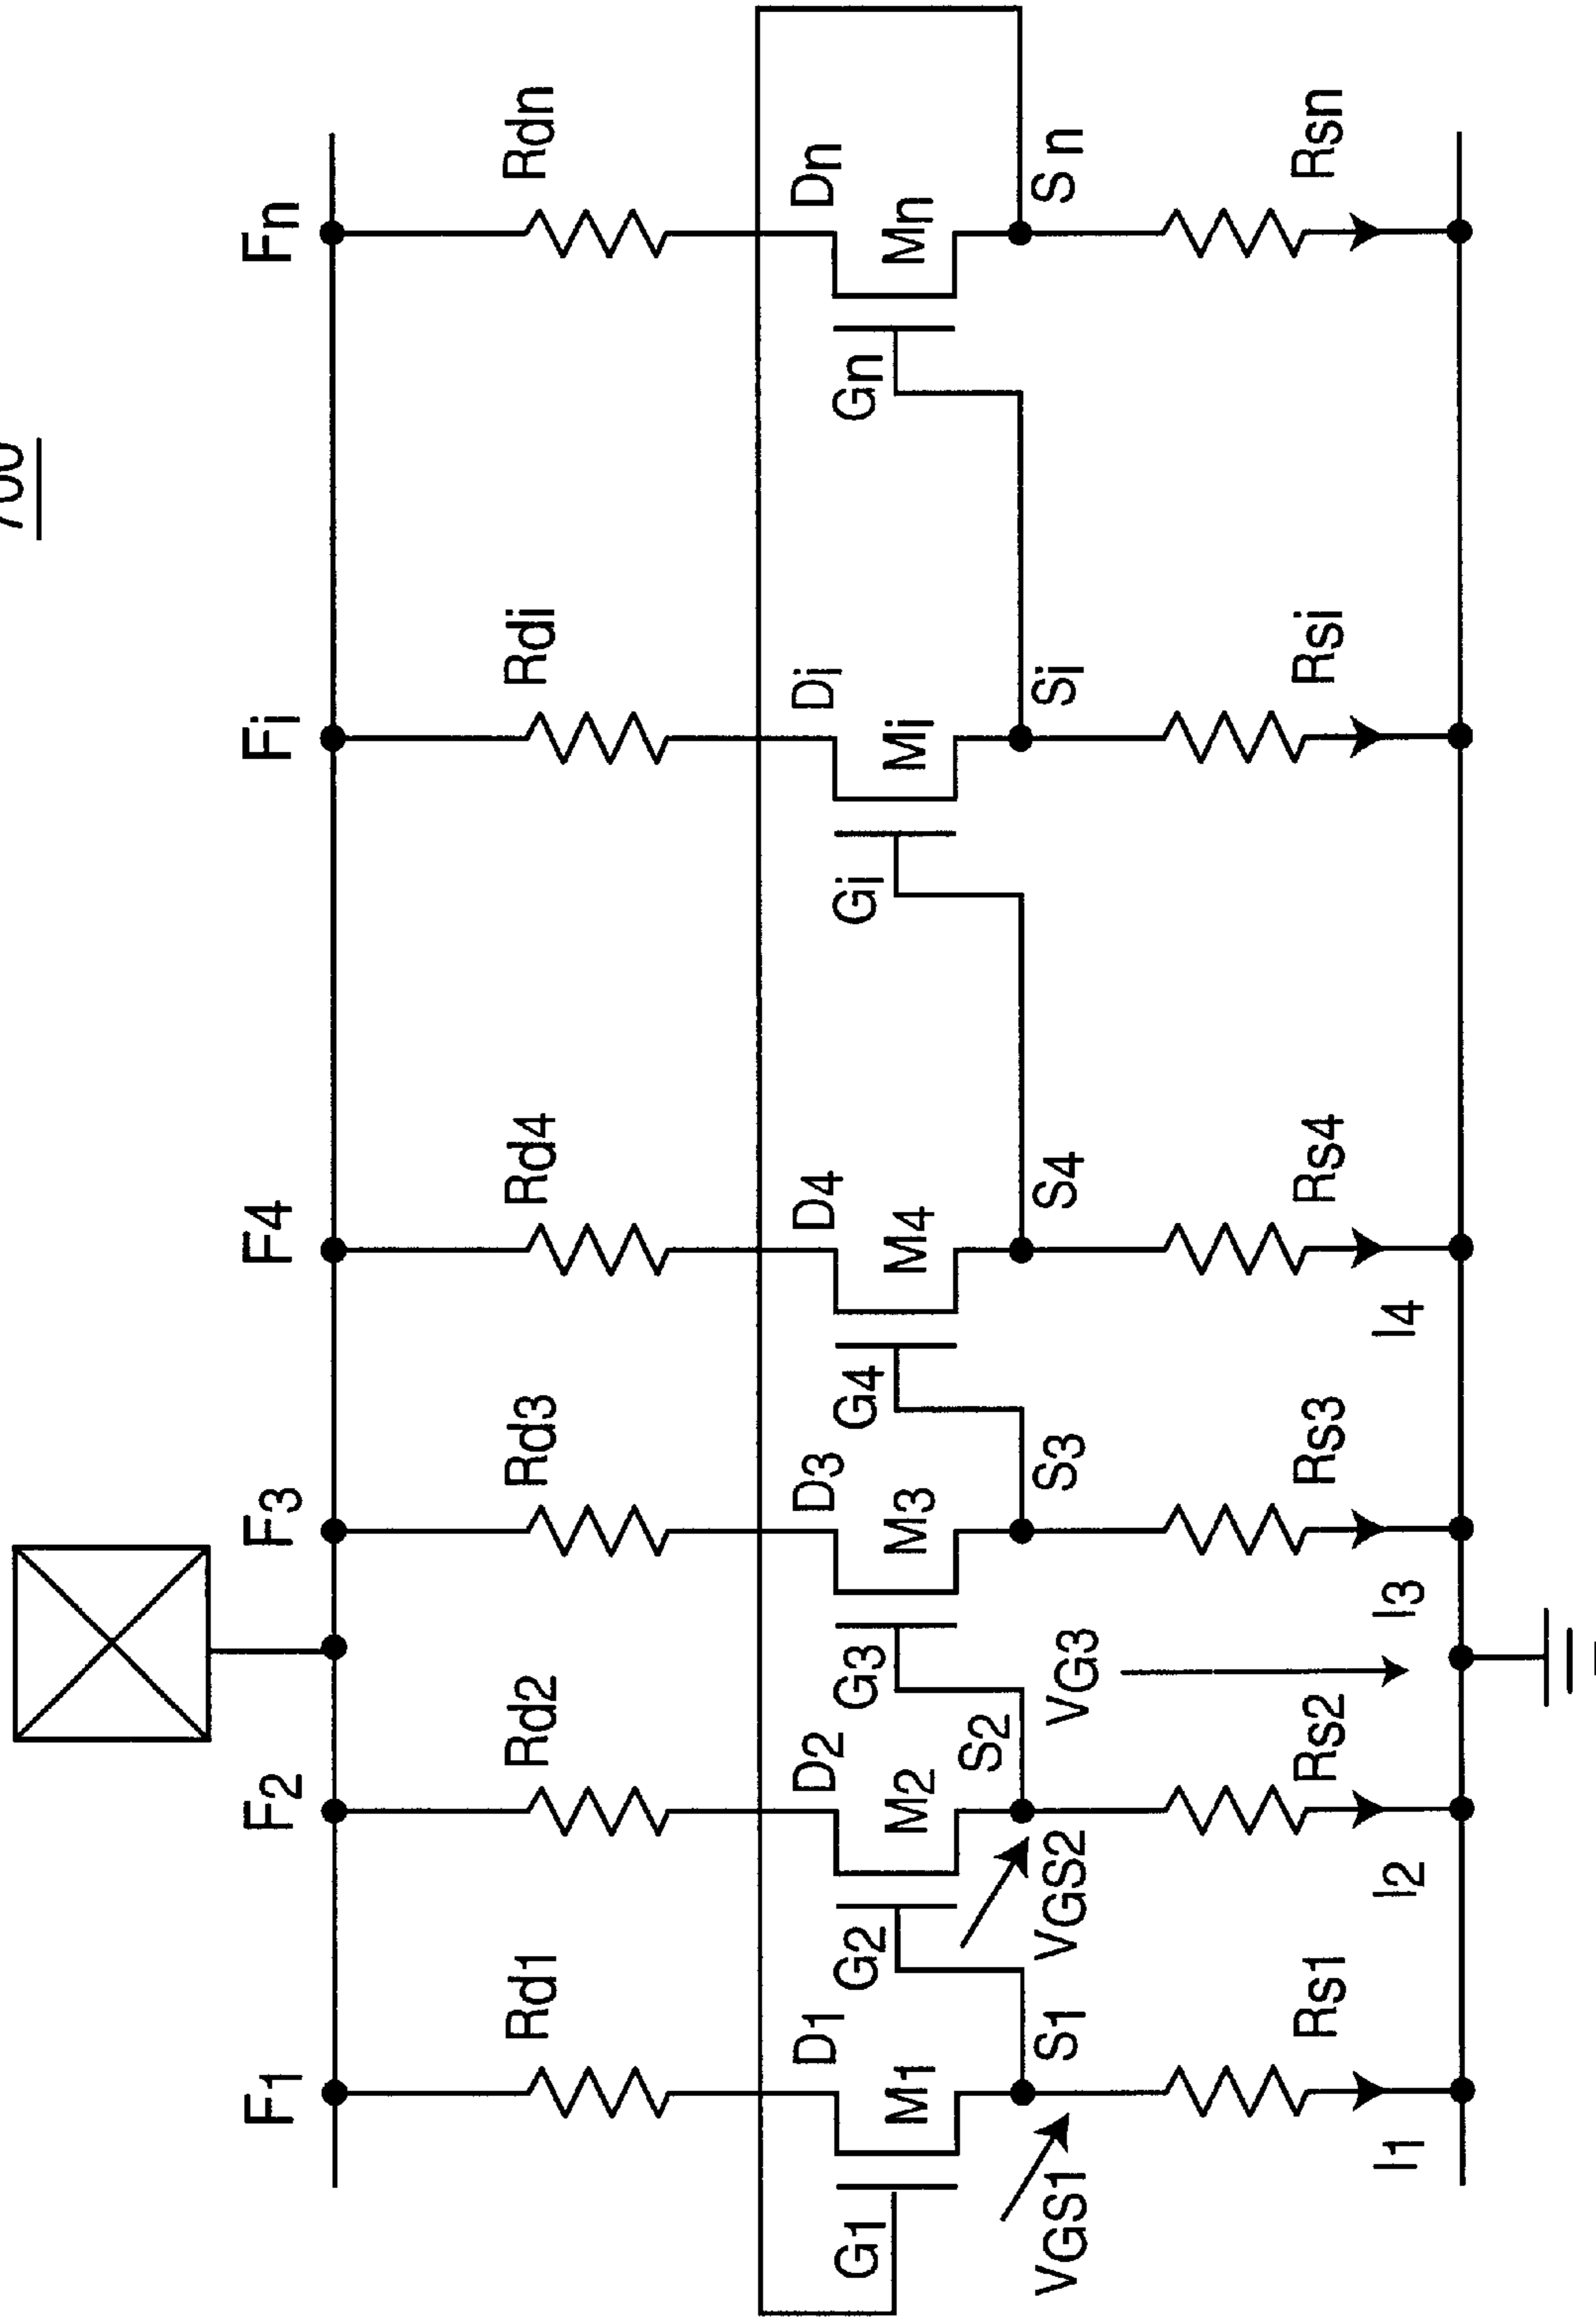 700
F1 F2 F3 F4 Fi Fn
Rd1 Rd2 Rd3 Rd4 Rdi Rdn
D1 D2 D3 D4 Di Dn
G1 M1 G2 M2 G3 M3 G4 M4 Gi Mi Gn Mn
S1 S2 S3 S4 Si Sn
VGS1 VGS2 VG3
Rs1 Rs2 Rs3 Rs4 Rsi Rsn
I1 I2 I3 I4